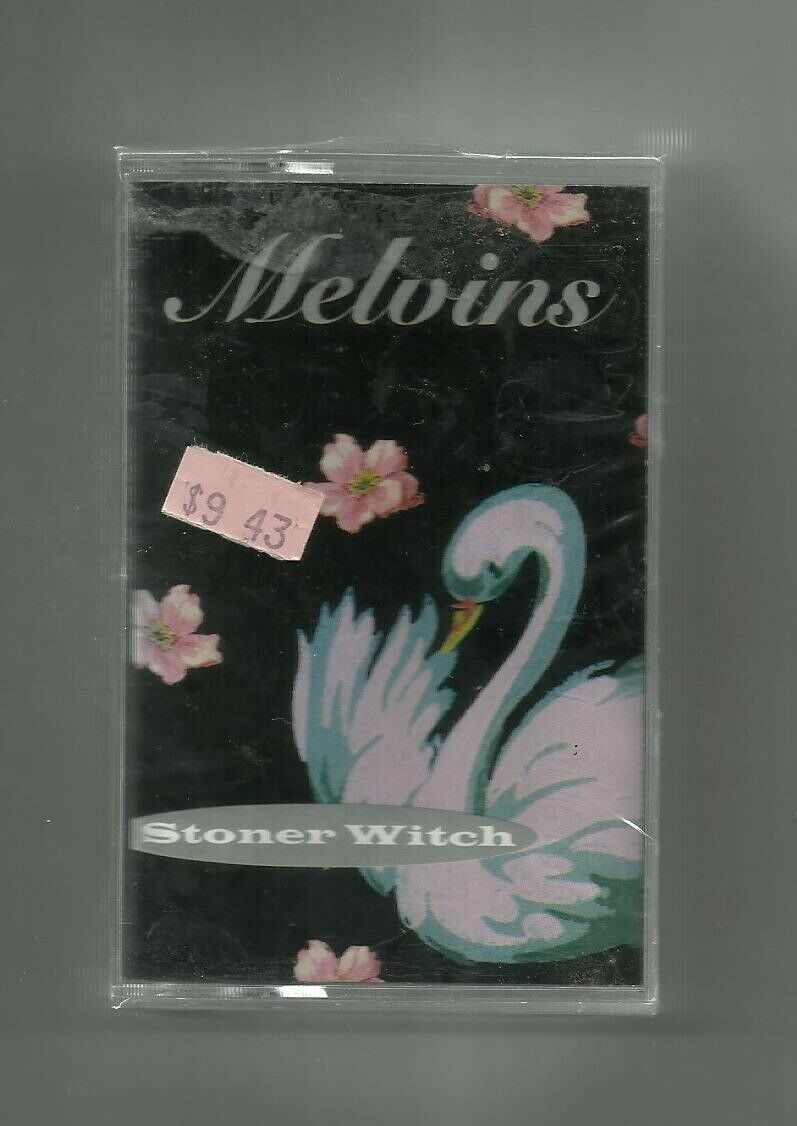 Melvins
$9 43
Stoner Witch